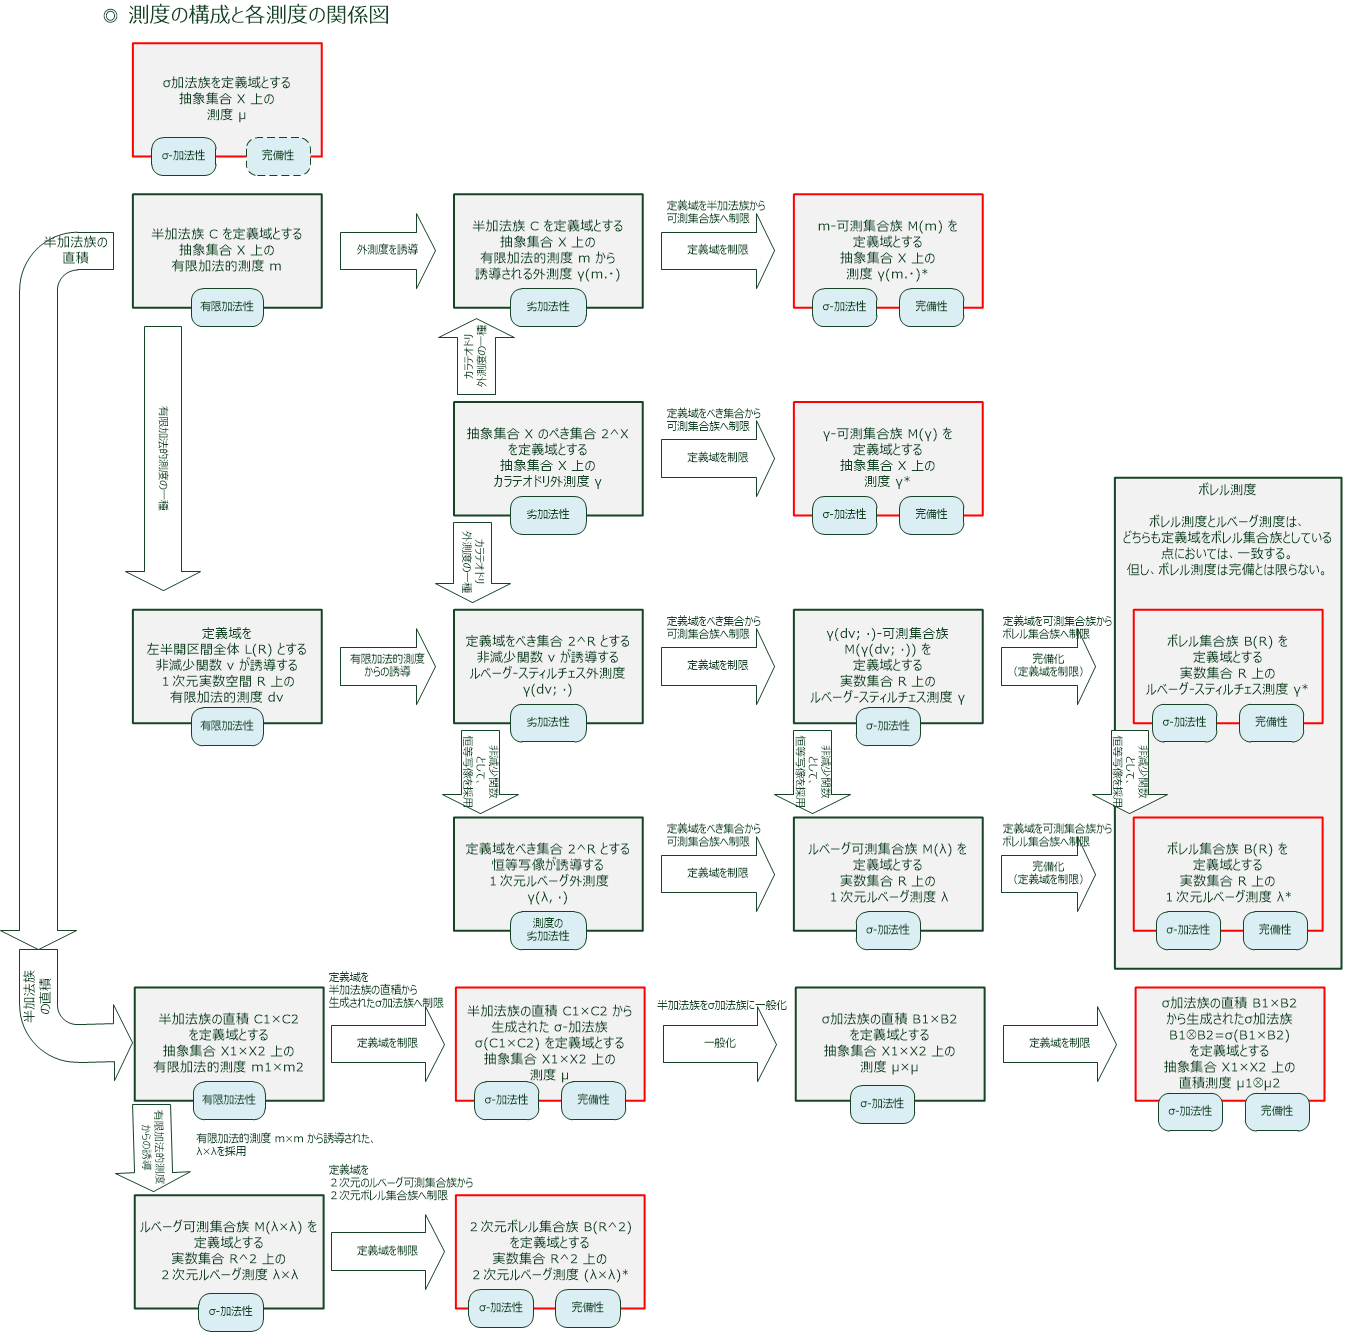 ◎ 測度の構成と各測度の関係図
σ加法族を定義域とする
抽象集合 X 上の
測度 μ
σ-加法性
完備性
半加法族の
直積
半加法族 C を定義域とする
抽象集合 X 上の
有限加法的測度 m
有限加法性
外測度を誘導
半加法族 C を定義域とする
抽象集合 X 上の
有限加法的測度 m から
誘導される外測度 γ(m.・)
劣加法性
定義域を半加法族から
可測集合族へ制限
定義域を制限
m-可測集合族 M(m) を
定義域とする
抽象集合 X 上の
測度 γ(m.・)*
σ-加法性
完備性
有限加法的測度の一種
カラテオドリ
外測度の一種
抽象集合 X のべき集合 2^X
を定義域とする
抽象集合 X 上の
カラテオドリ外測度 γ
劣加法性
定義域をべき集合から
可測集合族へ制限
定義域を制限
γ-可測集合族 M(γ) を
定義域とする
抽象集合 X 上の
測度 γ*
σ-加法性
完備性
カラテオドリ
外測度の一種
ボレル測度
ボレル測度とルベーグ測度は、
どちらも定義域をボレル集合族としている
点においては、一致する。
但し、ボレル測度は完備とは限らない。
定義域を
左半開区間全体 L(R) とする
非減少関数 v が誘導する
1次元実数空間 R 上の
有限加法的測度 dv
有限加法性
有限加法的測度
からの誘導
定義域をべき集合 2^R とする
非減少関数 v が誘導する
ルベーグ-スティルチェス外測度
γ(dv; ・)
劣加法性
定義域をべき集合から
可測集合族へ制限
定義域を制限
γ(dv; ・)-可測集合族
M(γ(dv; ・)) を
定義域とする
実数集合 R 上の
ルベーグ-スティルチェス測度 γ
σ-加法性
定義域を可測集合族から
ボレル集合族へ制限
完備化
（定義域を制限）
ボレル集合族 B(R) を
定義域とする
実数集合 R 上の
ルベーグ-スティルチェス測度 γ*
σ-加法性
完備性
非減少関数
として、
恒等写像を採用
非減少関数
として、
恒等写像を採用
非減少関数
として、
恒等写像を採用
定義域をべき集合 2^R とする
恒等写像が誘導する
1次元ルベーグ外測度
γ(λ, ・)
測度の
劣加法性
定義域をべき集合から
可測集合族へ制限
定義域を制限
ルベーグ可測集合族 M(λ) を
定義域とする
実数集合 R 上の
1次元ルベーグ測度 λ
σ-加法性
定義域を可測集合族から
ボレル集合族へ制限
完備化
（定義域を制限）
ボレル集合族 B(R) を
定義域とする
実数集合 R 上の
1次元ルベーグ測度 λ*
σ-加法性
完備性
半加法族
の直積
半加法族の直積 C1×C2
を定義域とする
抽象集合 X1×X2 上の
有限加法的測度 m1×m2
有限加法性
定義域を
半加法族の直積から
生成されたσ加法族へ制限
定義域を制限
半加法族の直積 C1×C2 から
生成された σ-加法族
σ(C1×C2) を定義域とする
抽象集合 X1×X2 上の
測度 μ
σ-加法性
完備性
半加法族をσ加法族に一般化
一般化
σ加法族の直積 B1×B2
を定義域とする
抽象集合 X1×X2 上の
測度 μ×μ
σ-加法性
定義域を制限
σ加法族の直積 B1×B2
から生成されたσ加法族
B1⊗B2=σ(B1×B2)
を定義域とする
抽象集合 X1×X2 上の
直積測度 μ1⊗μ2
σ-加法性
完備性
有限加法的測度
からの誘導
有限加法的測度 m×m から誘導された、
λ×λを採用
ルベーグ可測集合族 M(λ×λ) を
定義域とする
実数集合 R^2 上の
2次元ルベーグ測度 λ×λ
σ-加法性
定義域を
2次元のルベーグ可測集合族から
2次元ボレル集合族へ制限
定義域を制限
2次元ボレル集合族 B(R^2)
を定義域とする
実数集合 R^2 上の
2次元ルベーグ測度 (λ×λ)*
σ-加法性
完備性